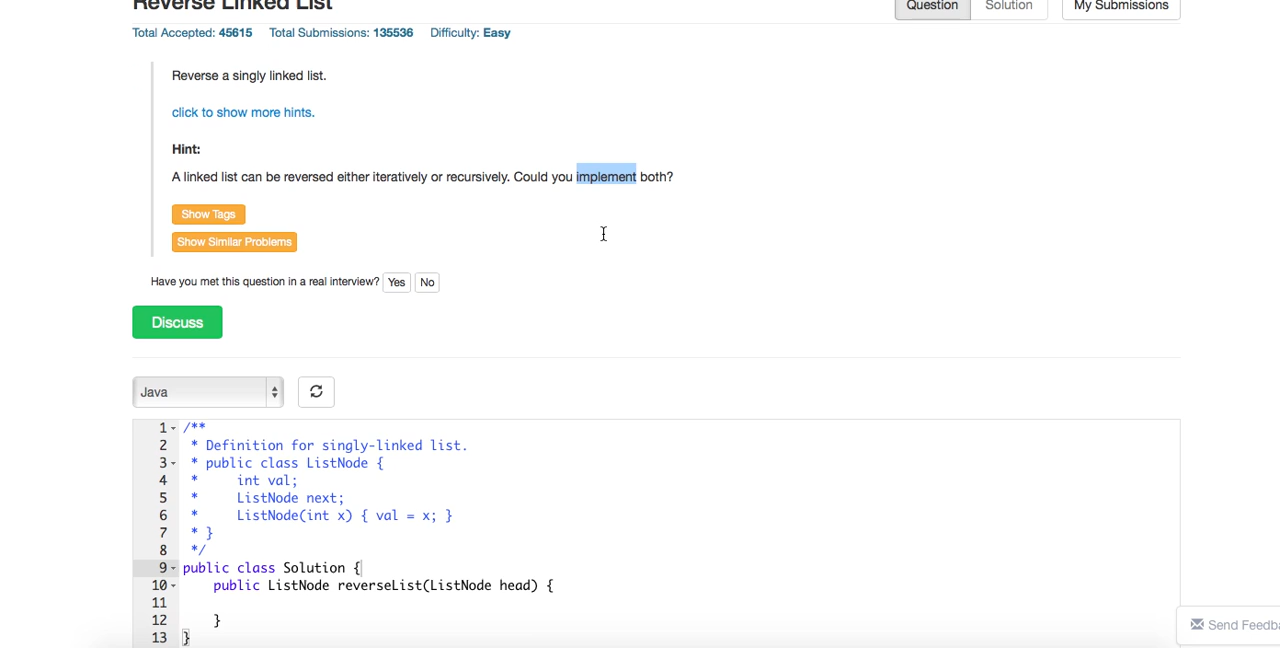 Reverse Linked List
Question Solution My Submissions
Total Accepted: 45615 Total Submissions: 135536 Difficulty: Easy
Reverse a singly linked list.
click to show more hints.
Hint:
A linked list can be reversed either iteratively or recursively. Could you implement both?
Show Tags
Show Similar Problems
Have you met this question in a real interview? Yes No
Discuss
Java
1 /**
2 * Definition for singly-linked list.
3 * public class ListNode {
4 * int val;
5 * ListNode next;
6 * ListNode(int x) { val = x; }
7 * }
8 */
9 public class Solution {
10 public ListNode reverseList(ListNode head) {
11
12 }
13 }
Send Feedba